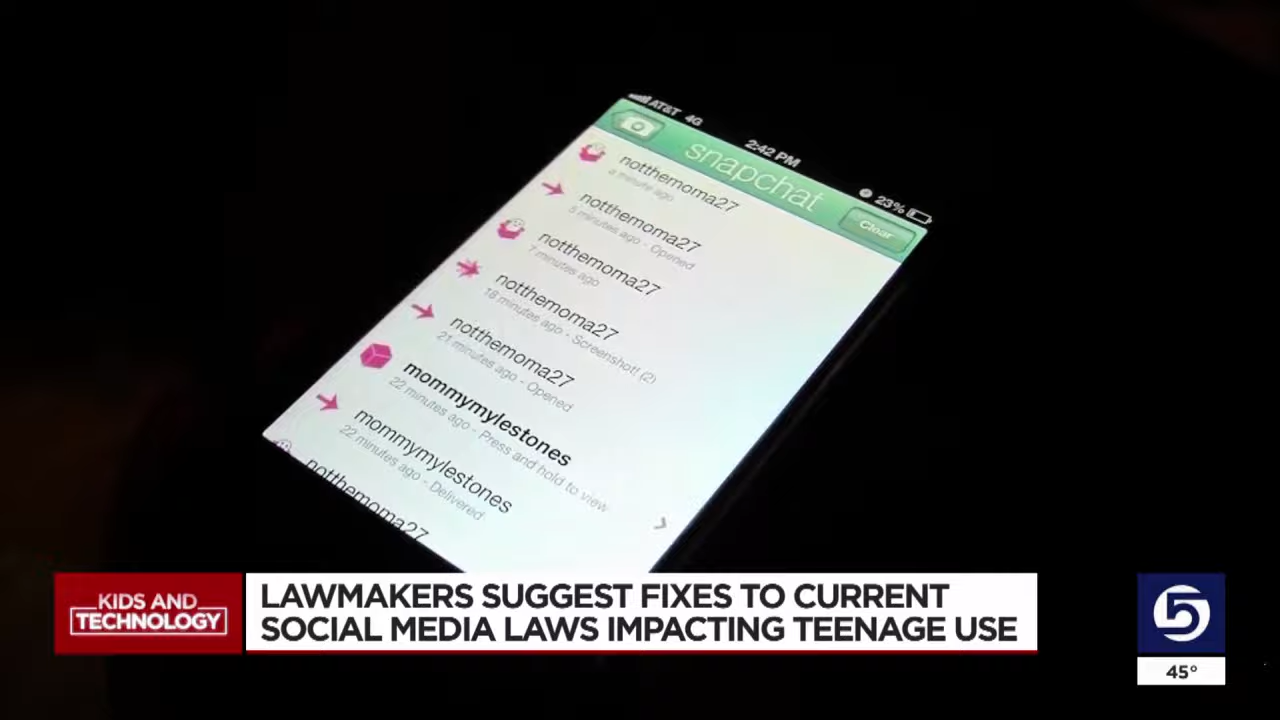 AT&T 4G
2:42 PM
23%
snapchat
Clear
notthemoma27
a minute ago
notthemoma27
5 minutes ago - Opened
notthemoma27
7 minutes ago
notthemoma27
18 minutes ago - Screenshot! (2)
notthemoma27
21 minutes ago - Opened
mommymylestones
22 minutes ago - Press and hold to view
mommymylestones
22 minutes ago - Delivered
notthemoma27
KIDS AND
TECHNOLOGY
LAWMAKERS SUGGEST FIXES TO CURRENT
SOCIAL MEDIA LAWS IMPACTING TEENAGE USE
5
45°